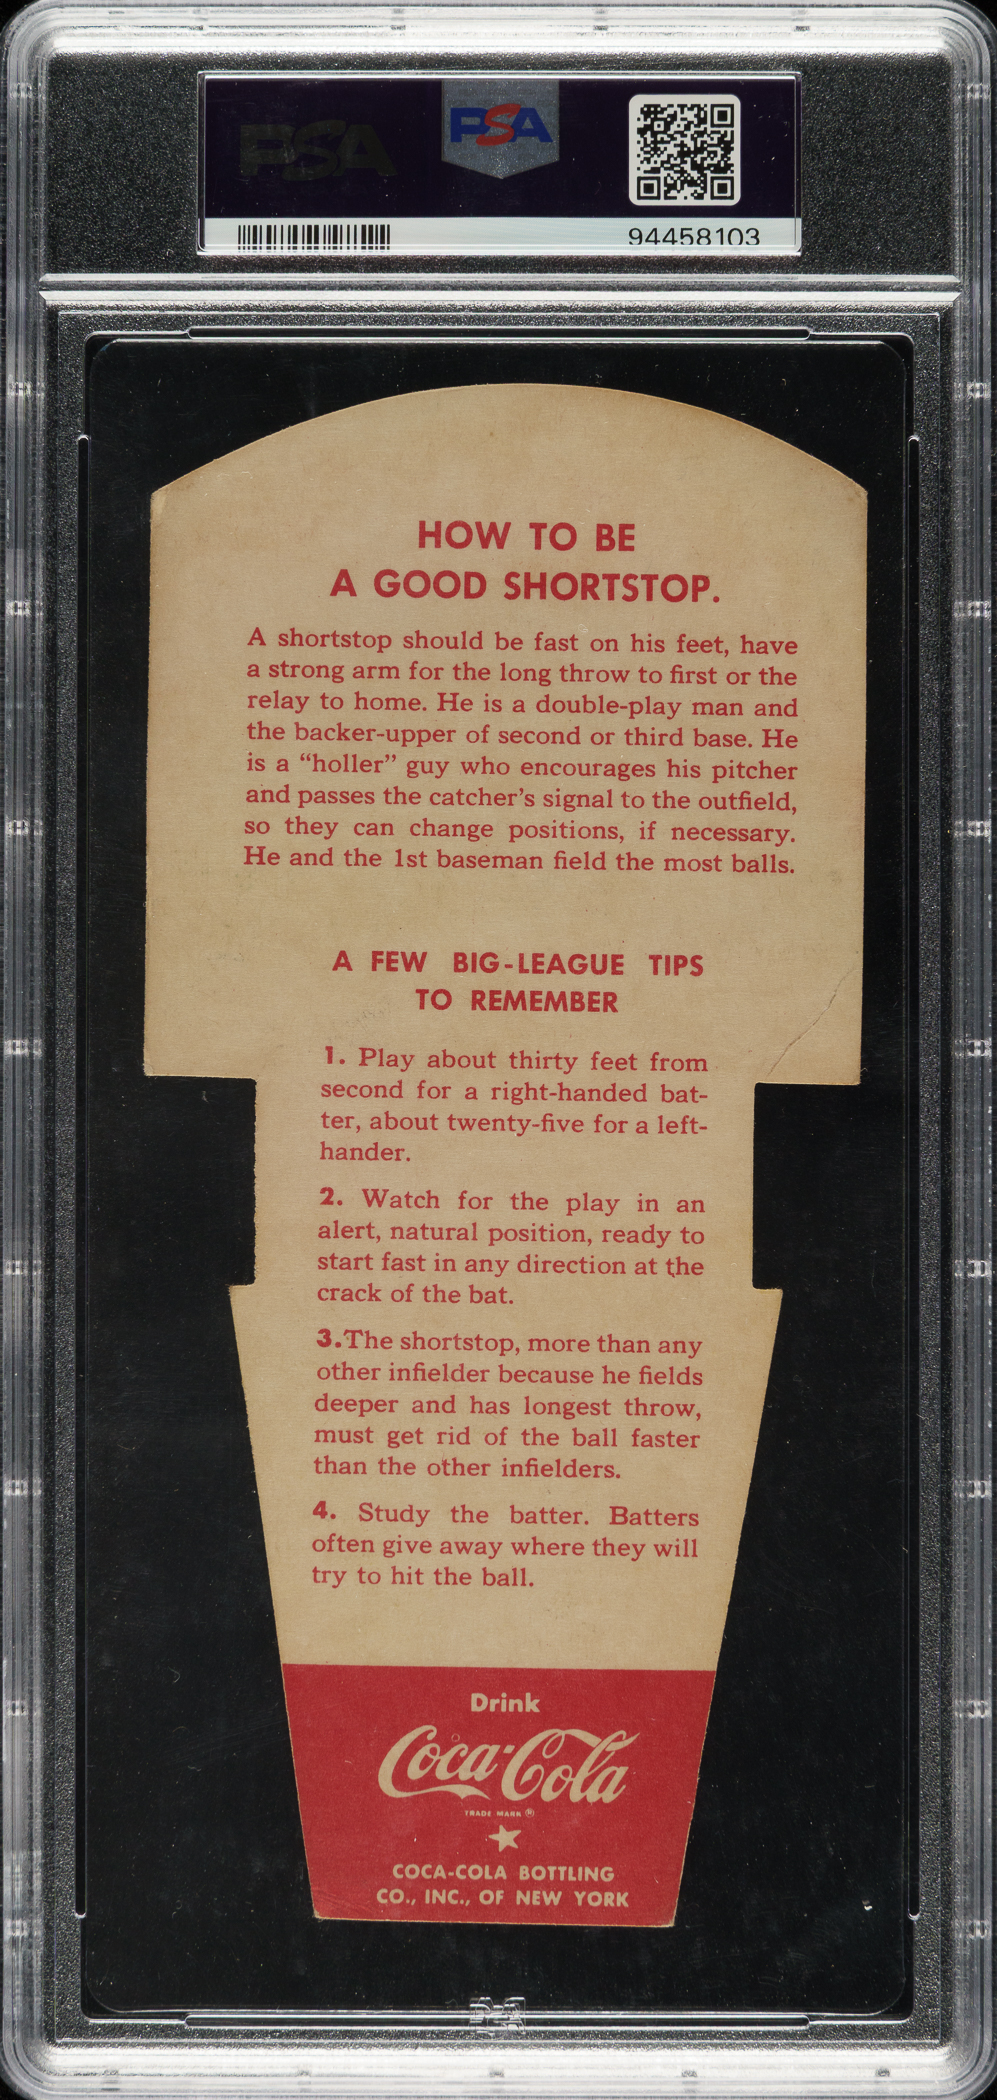 PSA
PSA
94458103
HOW TO BE
A GOOD SHORTSTOP.
A shortstop should be fast on his feet, have
a strong arm for the long throw to first or the
relay to home. He is a double-play man and
the backer-upper of second or third base. He
is a “holler” guy who encourages his pitcher
and passes the catcher’s signal to the outfield,
so they can change positions, if necessary.
He and the 1st baseman field the most balls.
A FEW BIG-LEAGUE TIPS
TO REMEMBER
1. Play about thirty feet from
second for a right-handed bat-
ter, about twenty-five for a left-
hander.
2. Watch for the play in an
alert, natural position, ready to
start fast in any direction at the
crack of the bat.
3.The shortstop, more than any
other infielder because he fields
deeper and has longest throw,
must get rid of the ball faster
than the other infielders.
4. Study the batter. Batters
often give away where they will
try to hit the ball.
Drink
Coca-Cola
TRADE MARK ®
COCA-COLA BOTTLING
CO., INC., OF NEW YORK
PSA